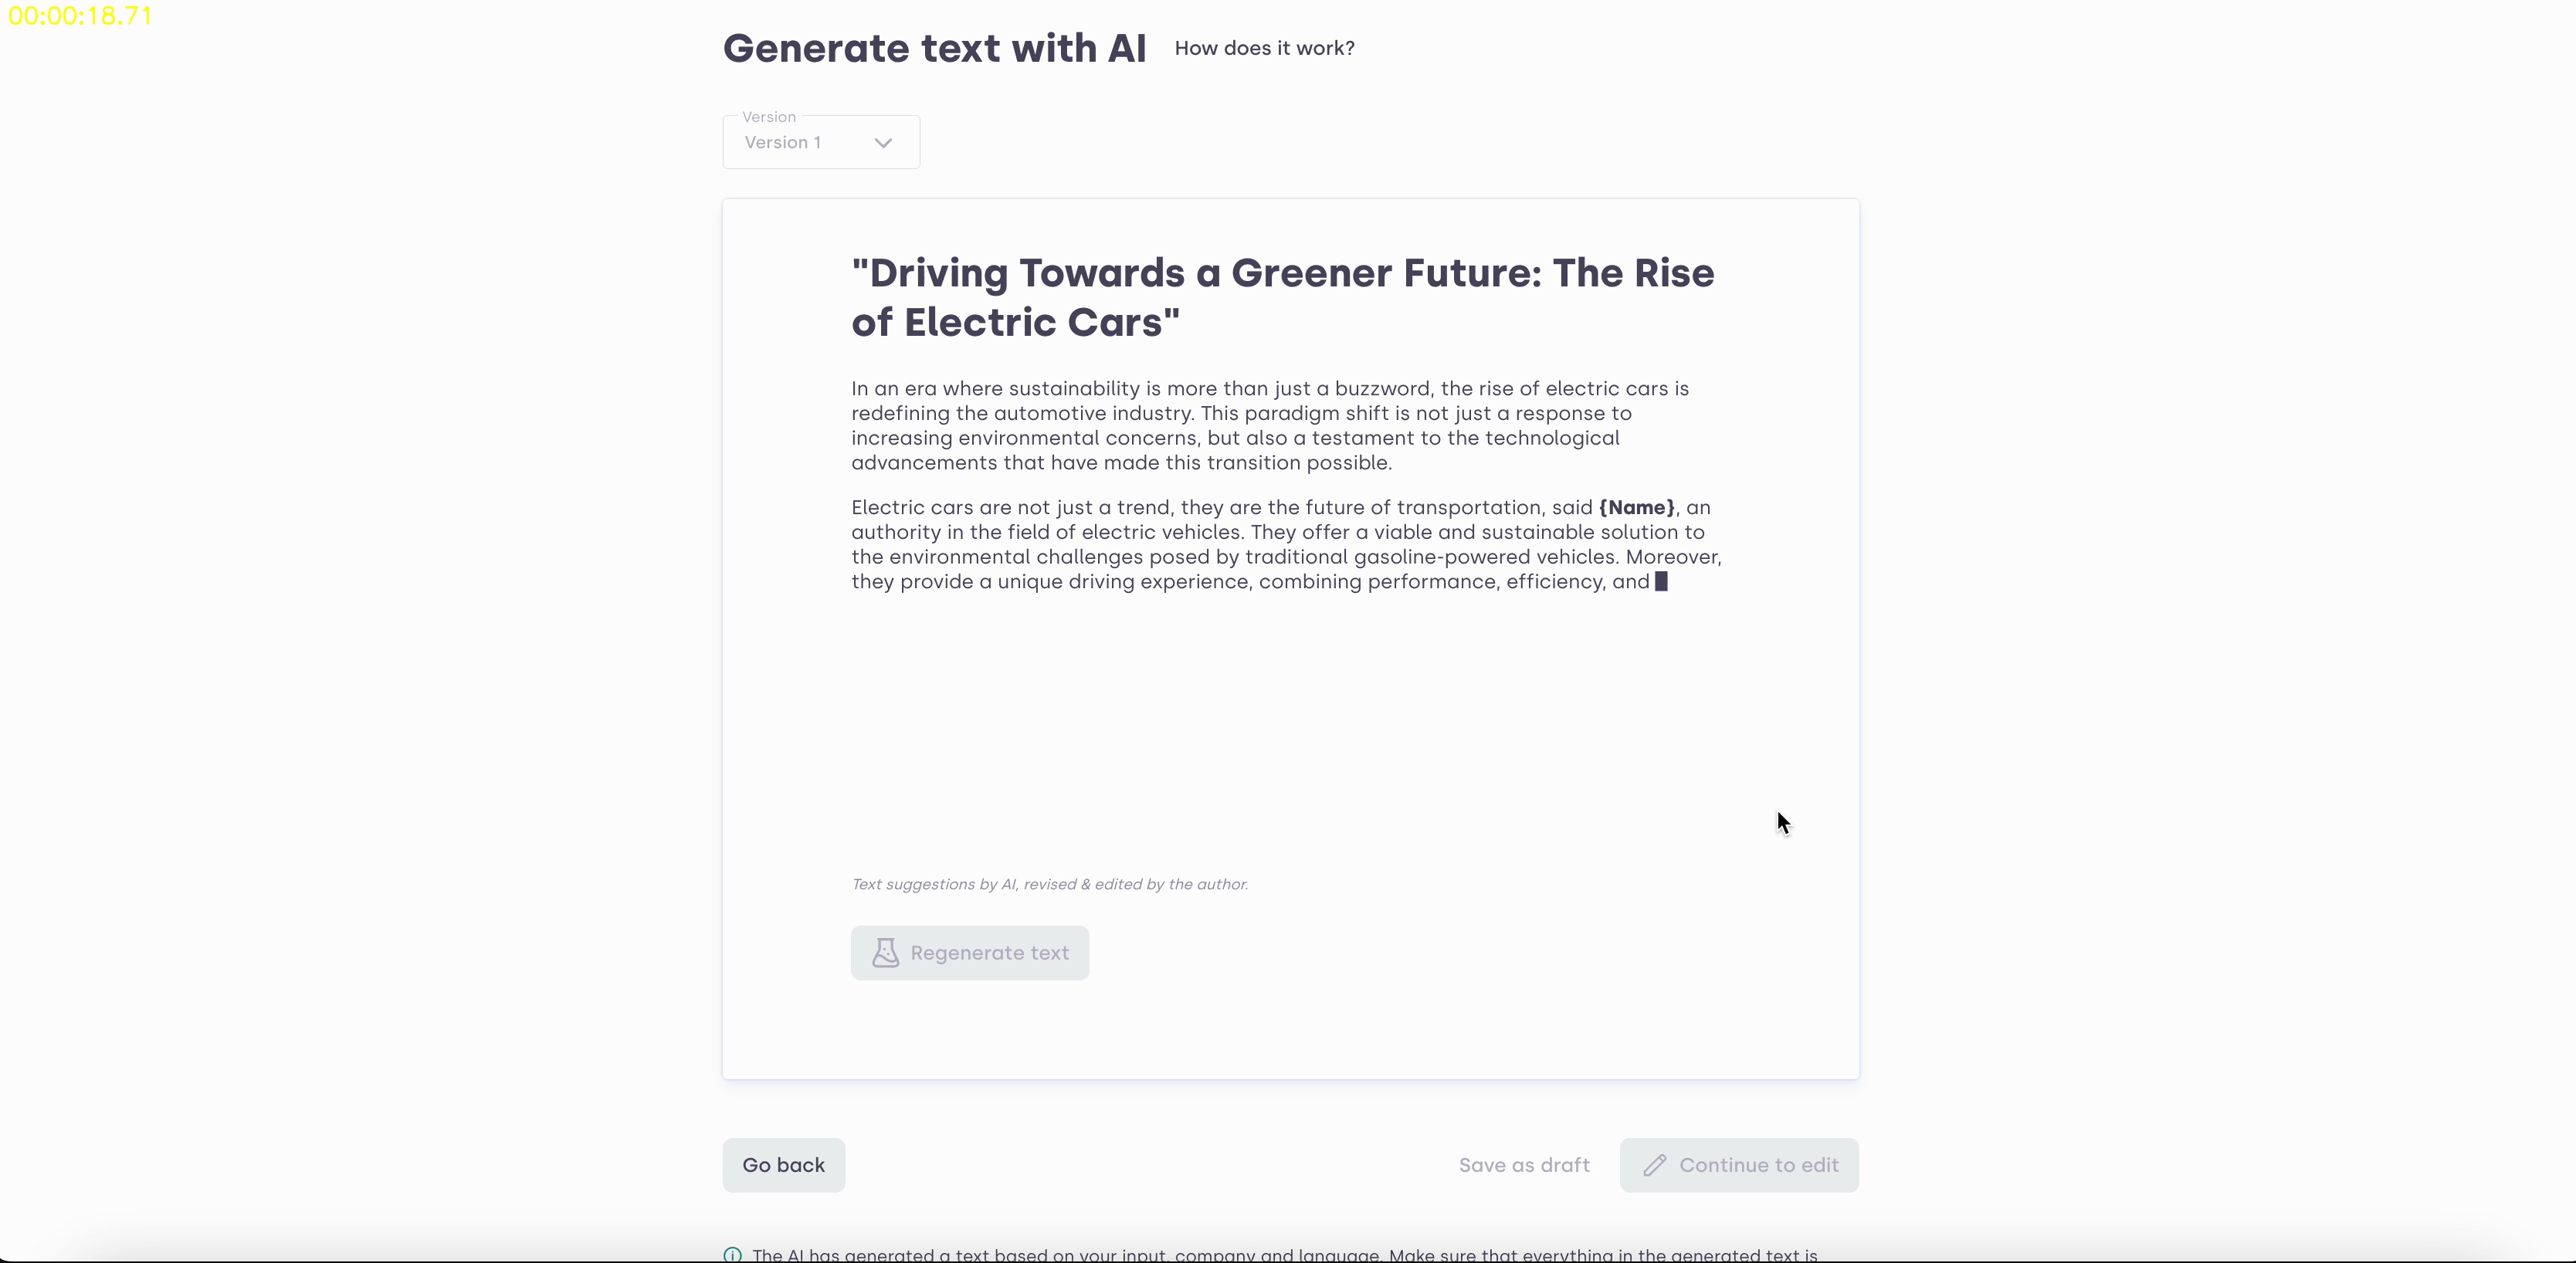 00:00:18.71
Generate text with AI How does it work?
Version
Version 1
"Driving Towards a Greener Future: The Rise
of Electric Cars"
In an era where sustainability is more than just a buzzword, the rise of electric cars is
redefining the automotive industry. This paradigm shift is not just a response to
increasing environmental concerns, but also a testament to the technological
advancements that have made this transition possible.
Electric cars are not just a trend, they are the future of transportation, said {Name}, an
authority in the field of electric vehicles. They offer a viable and sustainable solution to
the environmental challenges posed by traditional gasoline-powered vehicles. Moreover,
they provide a unique driving experience, combining performance, efficiency, and
Text suggestions by AI, revised & edited by the author.
Regenerate text
Go back Save as draft Continue to edit
The AI has generated a text based on your input, company and language. Make sure that everything in the generated text is